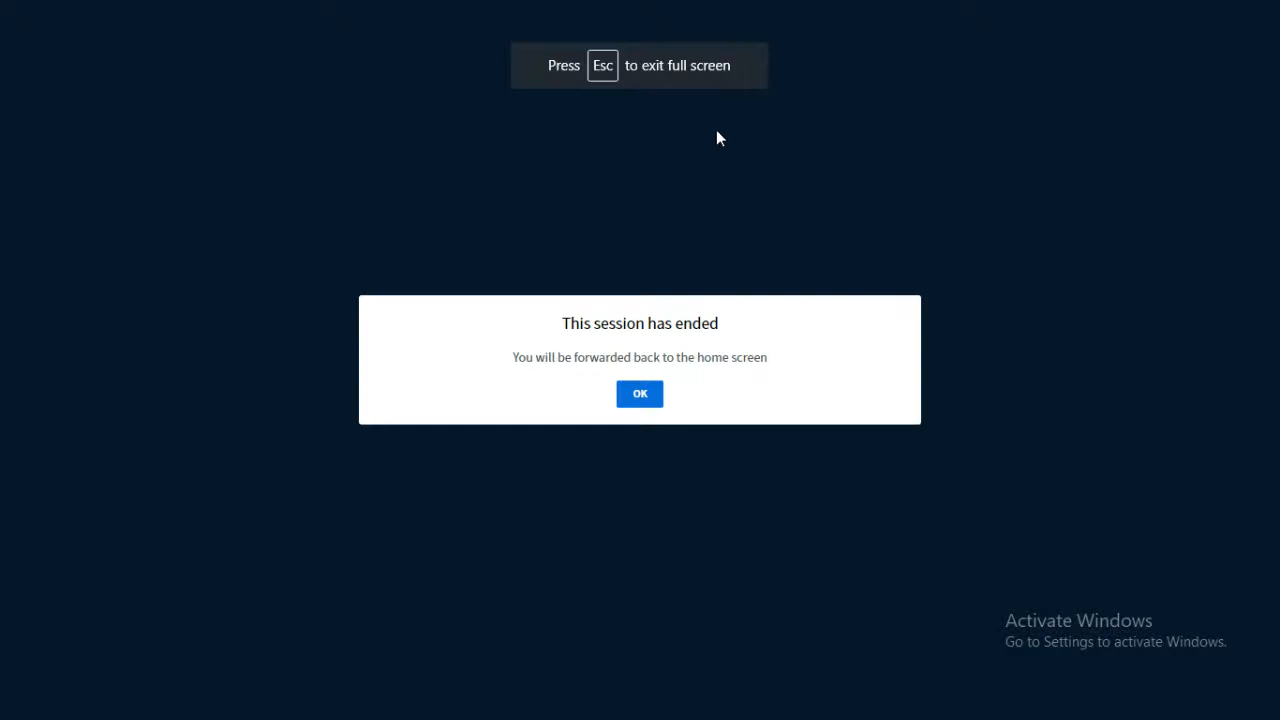 Press Esc to exit full screen
This session has ended
You will be forwarded back to the home screen
OK
Activate Windows
Go to Settings to activate Windows.